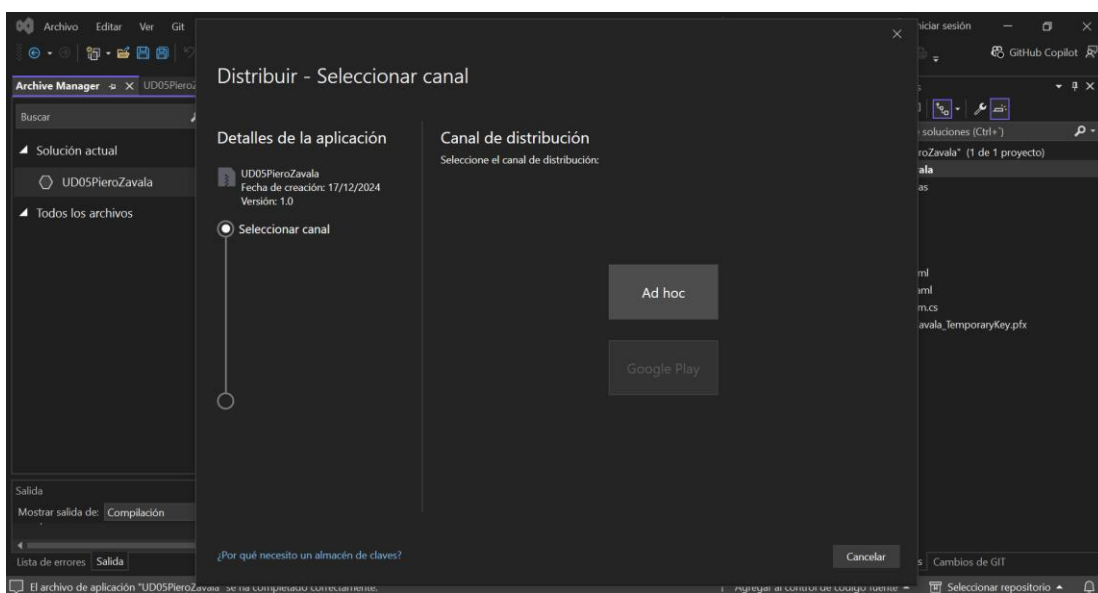 Archivo Editar Ver Git
iniciar sesión
GitHub Copilot
Archive Manager UD05Pieroz
Buscar
Solución actual
UD05PieroZavala
Todos los archivos
Distribuir - Seleccionar canal
Detalles de la aplicación
UD05PieroZavala
Fecha de creación: 17/12/2024
Versión: 1.0
Seleccionar canal
Canal de distribución
Seleccione el canal de distribución:
Ad hoc
Google Play
¿Por qué necesito un almacén de claves?
Cancelar
soluciones (Ctrl+´)
roZavala" (1 de 1 proyecto)
ala
as
ml
aml
m.cs
avala_TemporaryKey.pfx
Salida
Mostrar salida de: Compilación
Lista de errores Salida
s Cambios de GIT
El archivo de aplicación "UD05PieroZavala" se ha completado correctamente.
Agregar al control de código fuente
Seleccionar repositorio